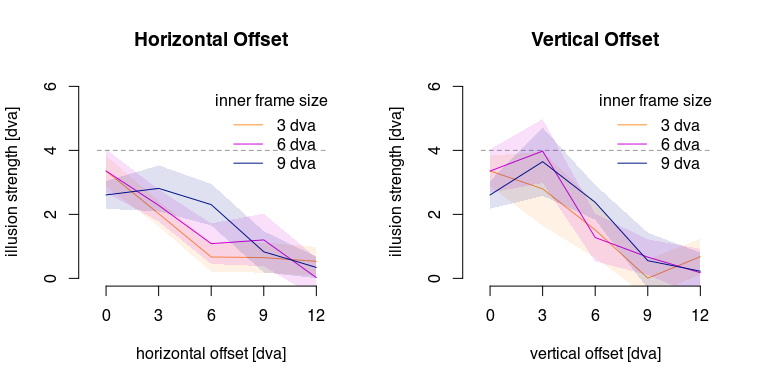 Horizontal Offset
illusion strength [dva]
6
4
2
0
inner frame size
3 dva
6 dva
9 dva
0 3 6 9 12
horizontal offset [dva]
Vertical Offset
illusion strength [dva]
6
4
2
0
inner frame size
3 dva
6 dva
9 dva
0 3 6 9 12
vertical offset [dva]